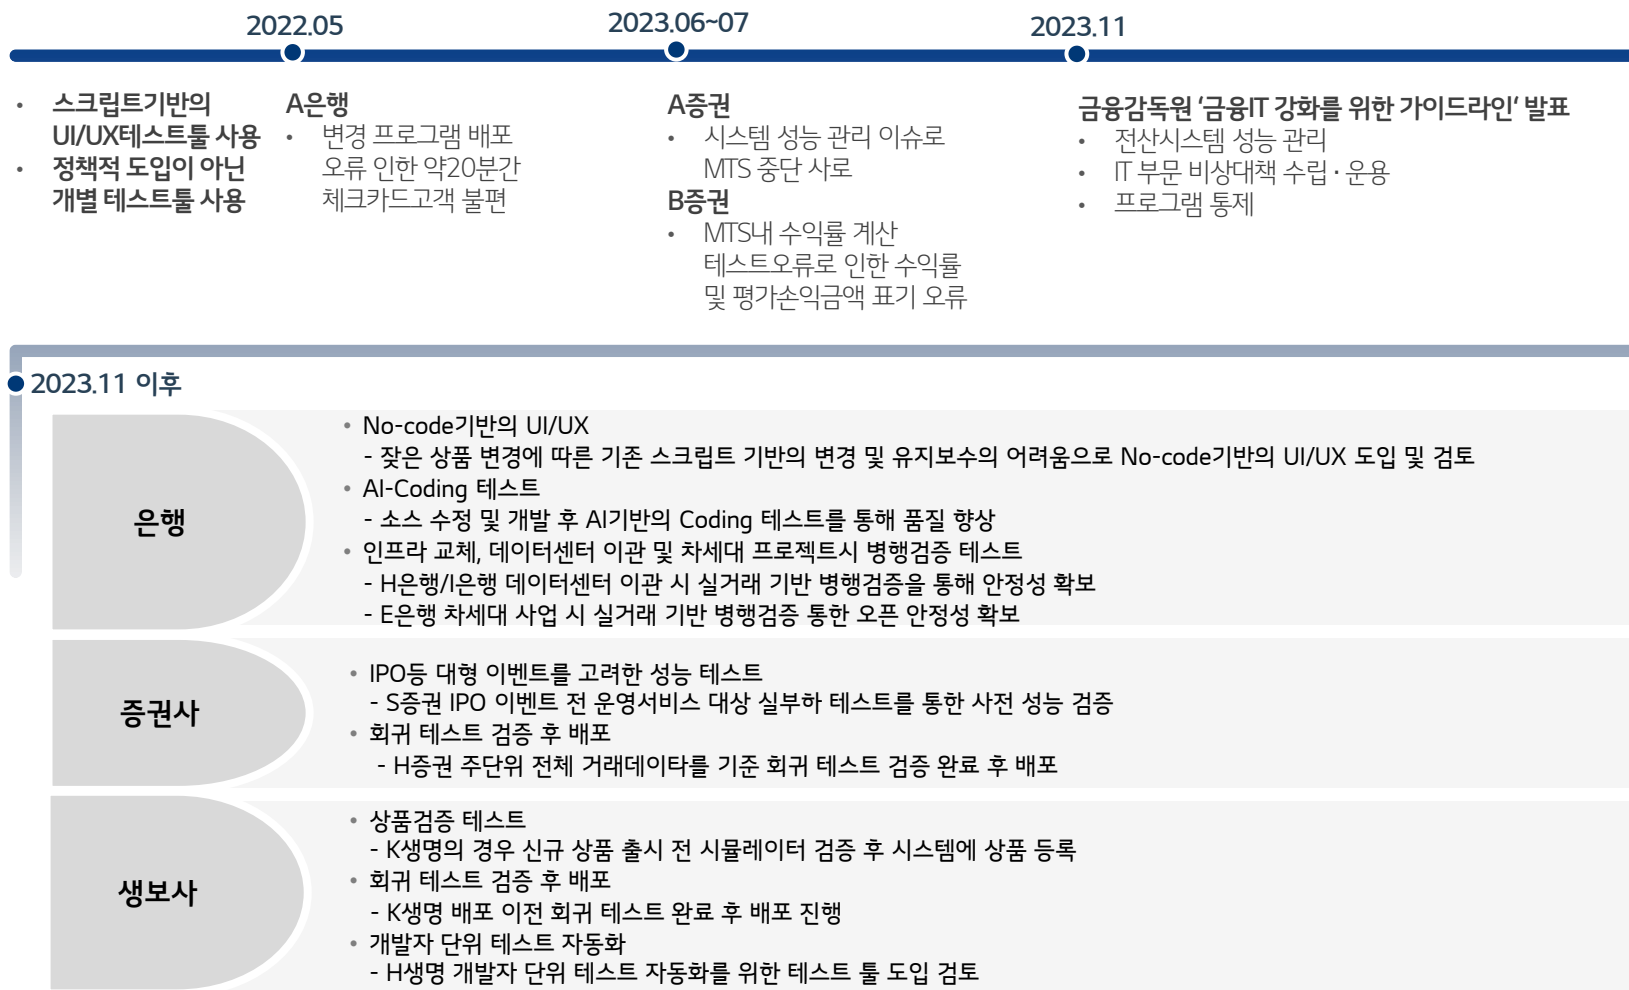 2022.05
2023.06~07
2023.11
• 스크립트기반의
UI/UX테스트툴 사용
• 정책적 도입이 아닌
개별 테스트툴 사용
A은행
• 변경 프로그램 배포
오류 인한 약20분간
체크카드고객 불편
A증권
• 시스템 성능 관리 이슈로
MTS 중단 사로
B증권
• MTS내 수익률 계산
테스트오류로 인한 수익률
및 평가손익금액 표기 오류
금융감독원 ‘금융IT 강화를 위한 가이드라인‘ 발표
• 전산시스템 성능 관리
• IT 부문 비상대책 수립·운용
• 프로그램 통제
2023.11 이후
은행
• No-code기반의 UI/UX
- 잦은 상품 변경에 따른 기존 스크립트 기반의 변경 및 유지보수의 어려움으로 No-code기반의 UI/UX 도입 및 검토
• AI-Coding 테스트
- 소스 수정 및 개발 후 AI기반의 Coding 테스트를 통해 품질 향상
• 인프라 교체, 데이터센터 이관 및 차세대 프로젝트시 병행검증 테스트
- H은행/I은행 데이터세터 이관 시 실거래 기반 병행검증을 통해 안정성 확보
- E은행 차세대 사업 시 실거래 기반 병행검증 통한 오픈 안정성 확보
증권사
• IPO등 대형 이벤트를 고려한 성능 테스트
- S증권 IPO 이벤트 전 운영서비스 대상 실부하 테스트를 통한 사전 성능 검증
• 회귀 테스트 검증 후 배포
- H증권 주단위 전체 거래데이타를 기준 회귀 테스트 검증 완료 후 배포
생보사
• 상품검증 테스트
- K생명의 경우 신규 상품 출시 전 시뮬레이터 검증 후 시스템에 상품 등록
• 회귀 테스트 검증 후 배포
- K생명 배포 이전 회귀 테스트 완료 후 배포 진행
• 개발자 단위 테스트 자동화
- H생명 개발자 단위 테스트 자동화를 위한 테스트 툴 도입 검토